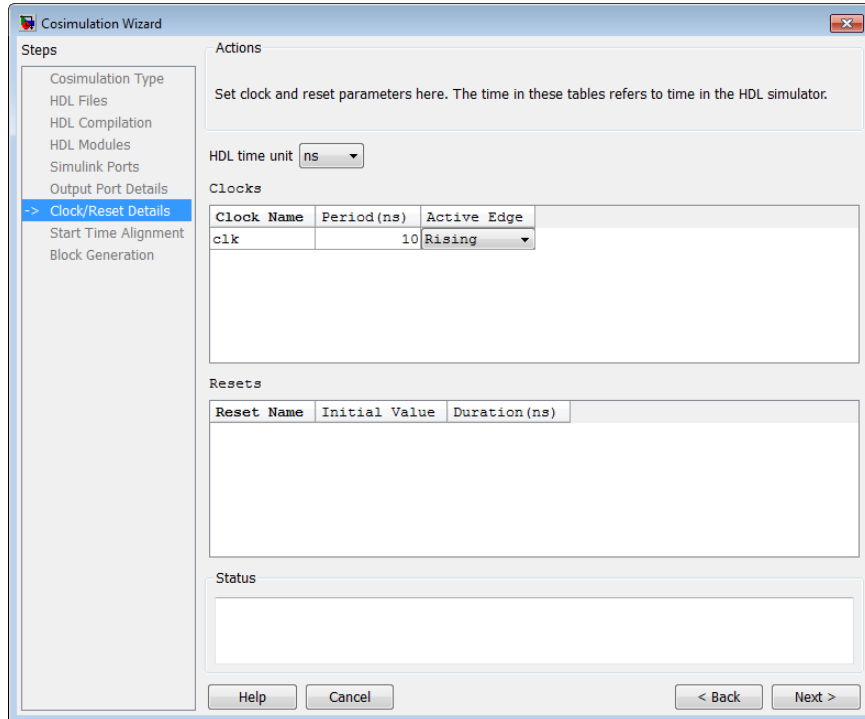 Cosimulation Wizard
Steps
Cosimulation Type
HDL Files
HDL Compilation
HDL Modules
Simulink Ports
Output Port Details
-> Clock/Reset Details
Start Time Alignment
Block Generation
Actions
Set clock and reset parameters here. The time in these tables refers to time in the HDL simulator.
HDL time unit ns
Clocks
Clock Name Period(ns) Active Edge
clk 10 Rising
Resets
Reset Name Initial Value Duration(ns)
Status
Help Cancel < Back Next >